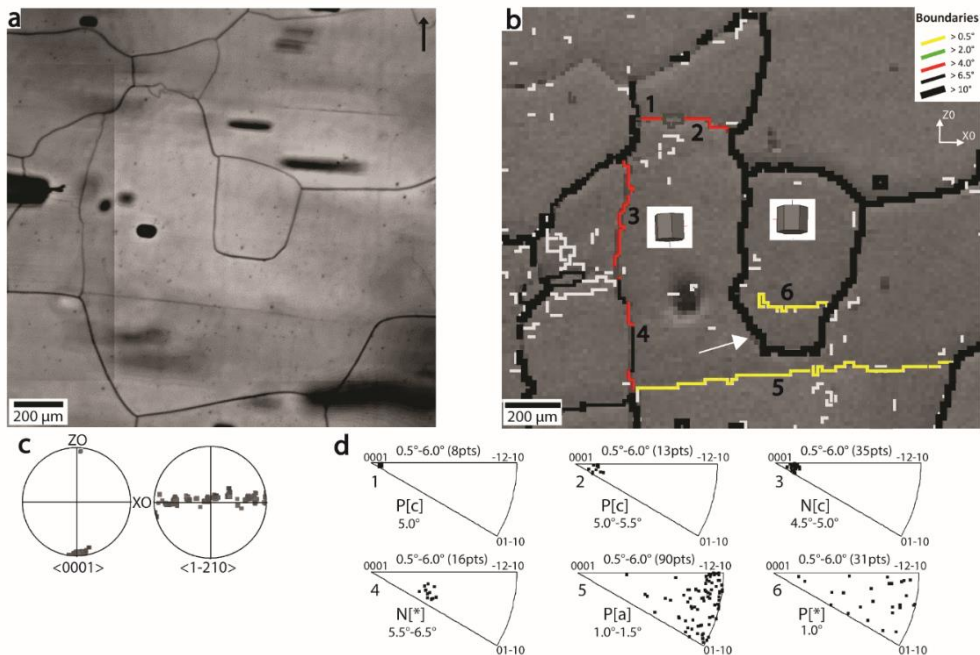 a
200 µm
b
Boundaries
> 0.5°
> 2.0°
> 4.0°
> 6.5°
> 10°
Z0
X0
1
2
3
4
5
6
200 µm
c
ZO
XO
<0001>
<1-210>
d
0001 0.5°-6.0° (8pts) -12-10
1
P[c]
5.0°
01-10
0001 0.5°-6.0° (13pts) -12-10
2
P[c]
5.0°-5.5°
01-10
0001 0.5°-6.0° (35pts) -12-10
3
N[c]
4.5°-5.0°
01-10
0001 0.5°-6.0° (16pts) -12-10
4
N[*]
5.5°-6.5°
01-10
0001 0.5°-6.0° (90pts) -12-10
5
P[a]
1.0°-1.5°
01-10
0001 0.5°-6.0° (31pts) -12-10
6
P[*]
1.0°
01-10